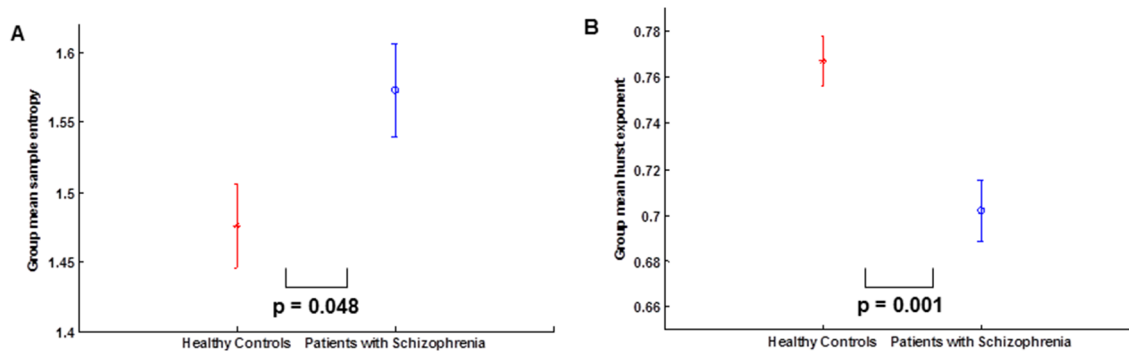 A
Group mean sample entropy
1.6
1.55
1.5
1.45
1.4
p = 0.048
Healthy Controls Patients with Schizophrenia
B
Group mean hurst exponent
0.78
0.76
0.74
0.72
0.7
0.68
0.66
p = 0.001
Healthy Controls Patients with Schizophrenia